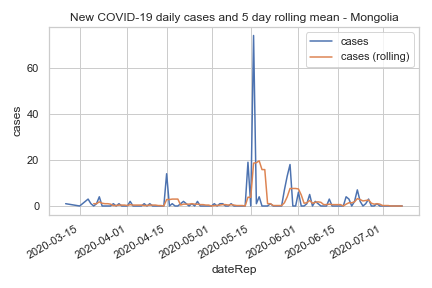 New COVID-19 daily cases and 5 day rolling mean - Mongolia
cases
cases (rolling)
60
40
20
0
cases
2020-03-15
2020-04-01
2020-04-15
2020-05-01
2020-05-15
2020-06-01
2020-06-15
2020-07-01
dateRep